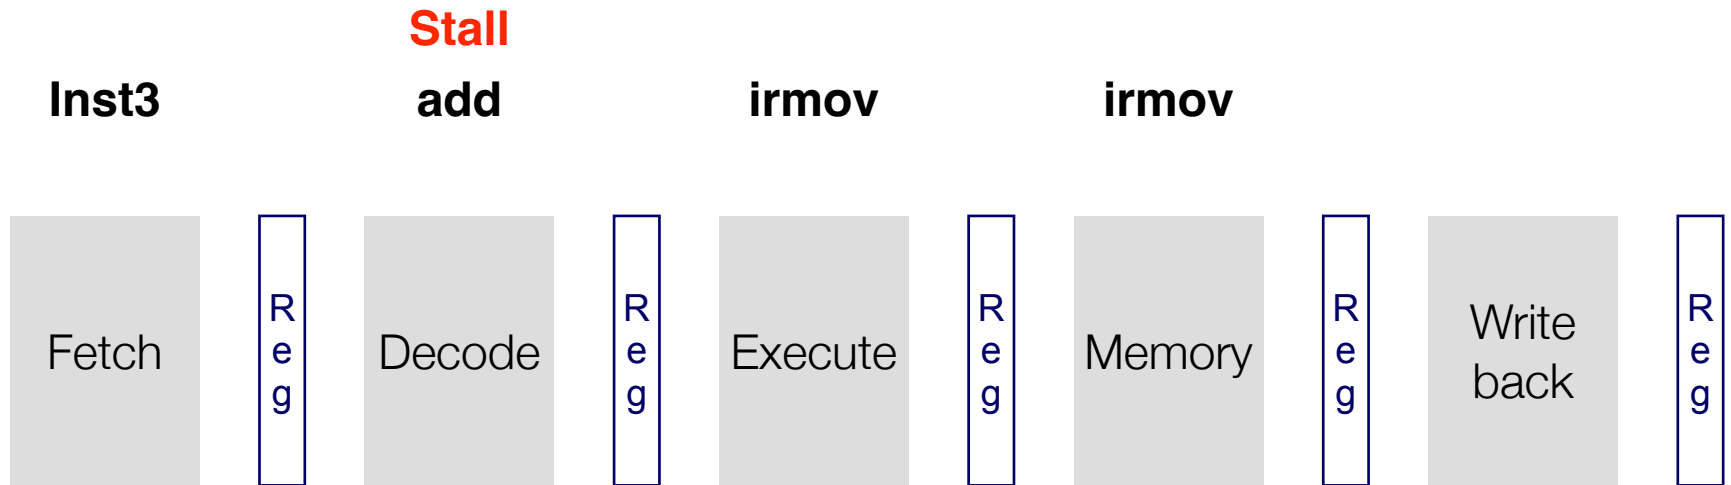 Stall
Inst3 add irmov irmov
Fetch
R
e
g
Decode
R
e
g
Execute
R
e
g
Memory
R
e
g
Write
back
R
e
g